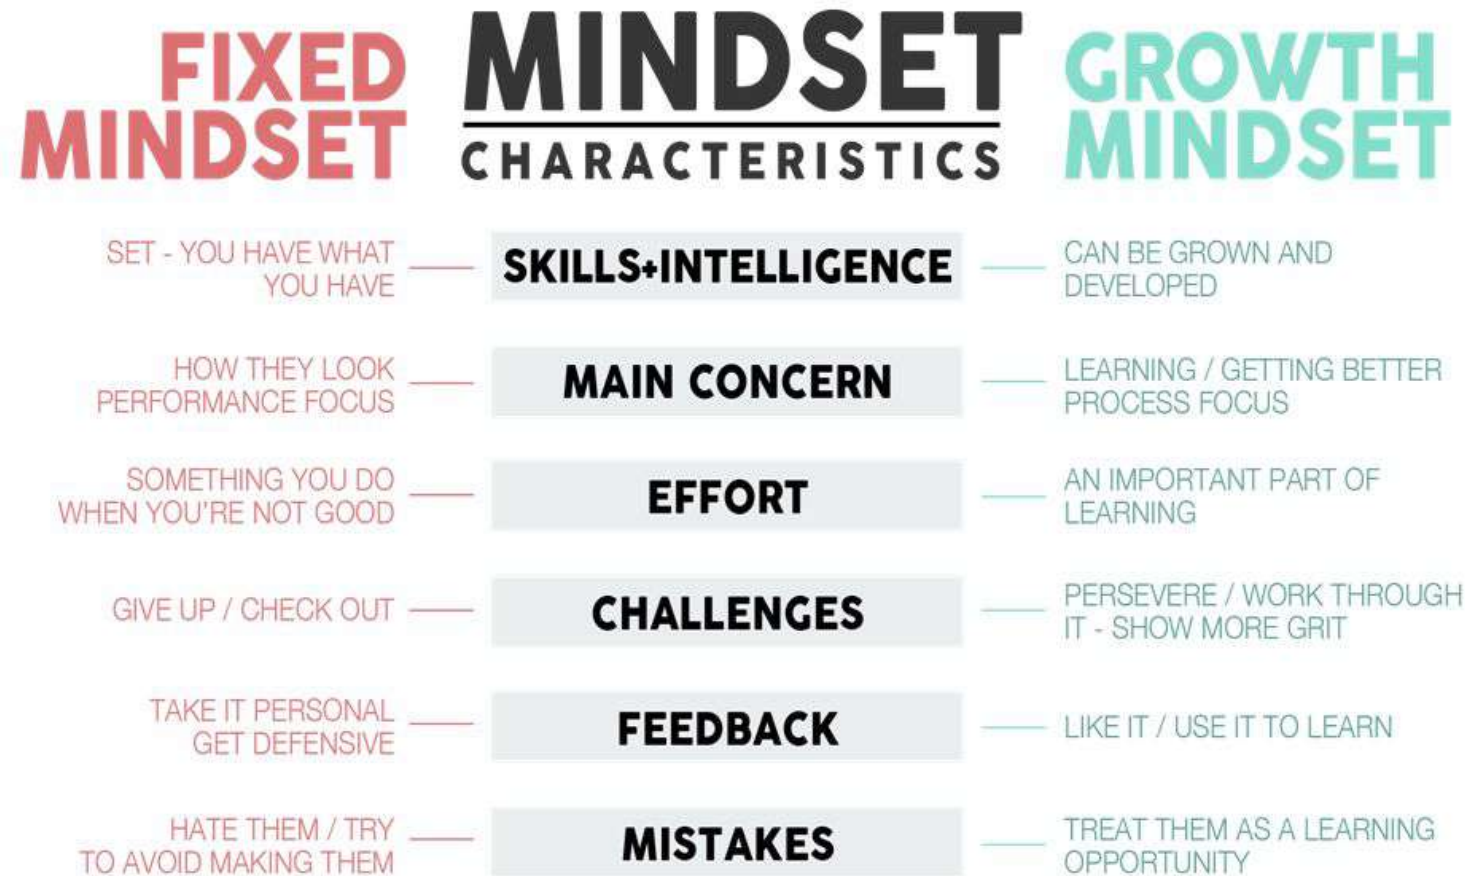 FIXED
MINDSET
MINDSET
CHARACTERISTICS
GROWTH
MINDSET
SET - YOU HAVE WHAT
YOU HAVE
SKILLS+INTELLIGENCE
CAN BE GROWN AND
DEVELOPED
HOW THEY LOOK
PERFORMANCE FOCUS
MAIN CONCERN
LEARNING / GETTING BETTER
PROCESS FOCUS
SOMETHING YOU DO
WHEN YOU'RE NOT GOOD
EFFORT
AN IMPORTANT PART OF
LEARNING
GIVE UP / CHECK OUT
CHALLENGES
PERSEVERE / WORK THROUGH
IT - SHOW MORE GRIT
TAKE IT PERSONAL
GET DEFENSIVE
FEEDBACK
LIKE IT / USE IT TO LEARN
HATE THEM / TRY
TO AVOID MAKING THEM
MISTAKES
TREAT THEM AS A LEARNING
OPPORTUNITY